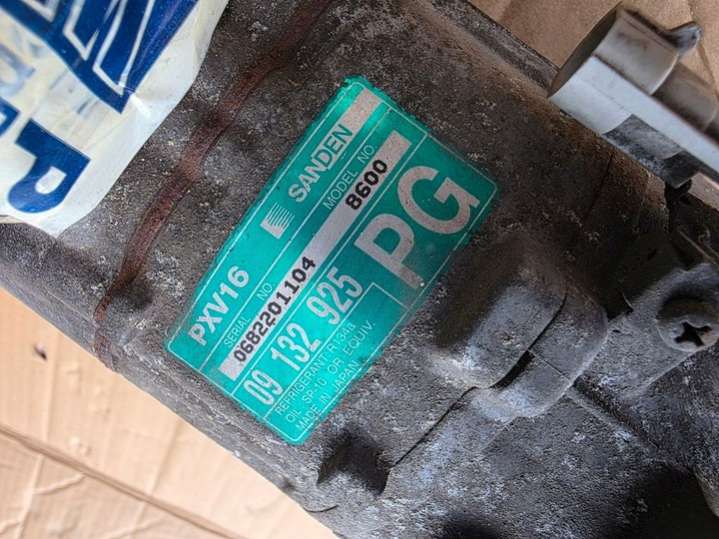 SANDEN
PXV16
MODEL NO.
8600
SERIAL NO.
0682201104
09 132 925
PG
REFRIGERANT R134a
OIL SP-10 OR EQUIV.
MADE IN JAPAN
P